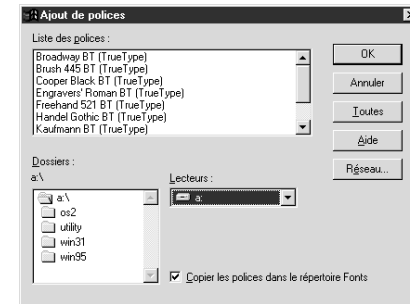 Ajout de polices
Liste des polices :
Broadway BT (TrueType)
Brush 445 BT (TrueType)
Cooper Black BT (TrueType)
Engravers' Roman BT (TrueType)
Freehand 521 BT (TrueType)
Handel Gothic BT (TrueType)
Kaufmann BT (TrueType)
OK
Annuler
Toutes
Aide
Réseau...
Dossiers :
a:\
a:\
os2
utility
win31
win95
Lecteurs :
a:
Copier les polices dans le répertoire Fonts